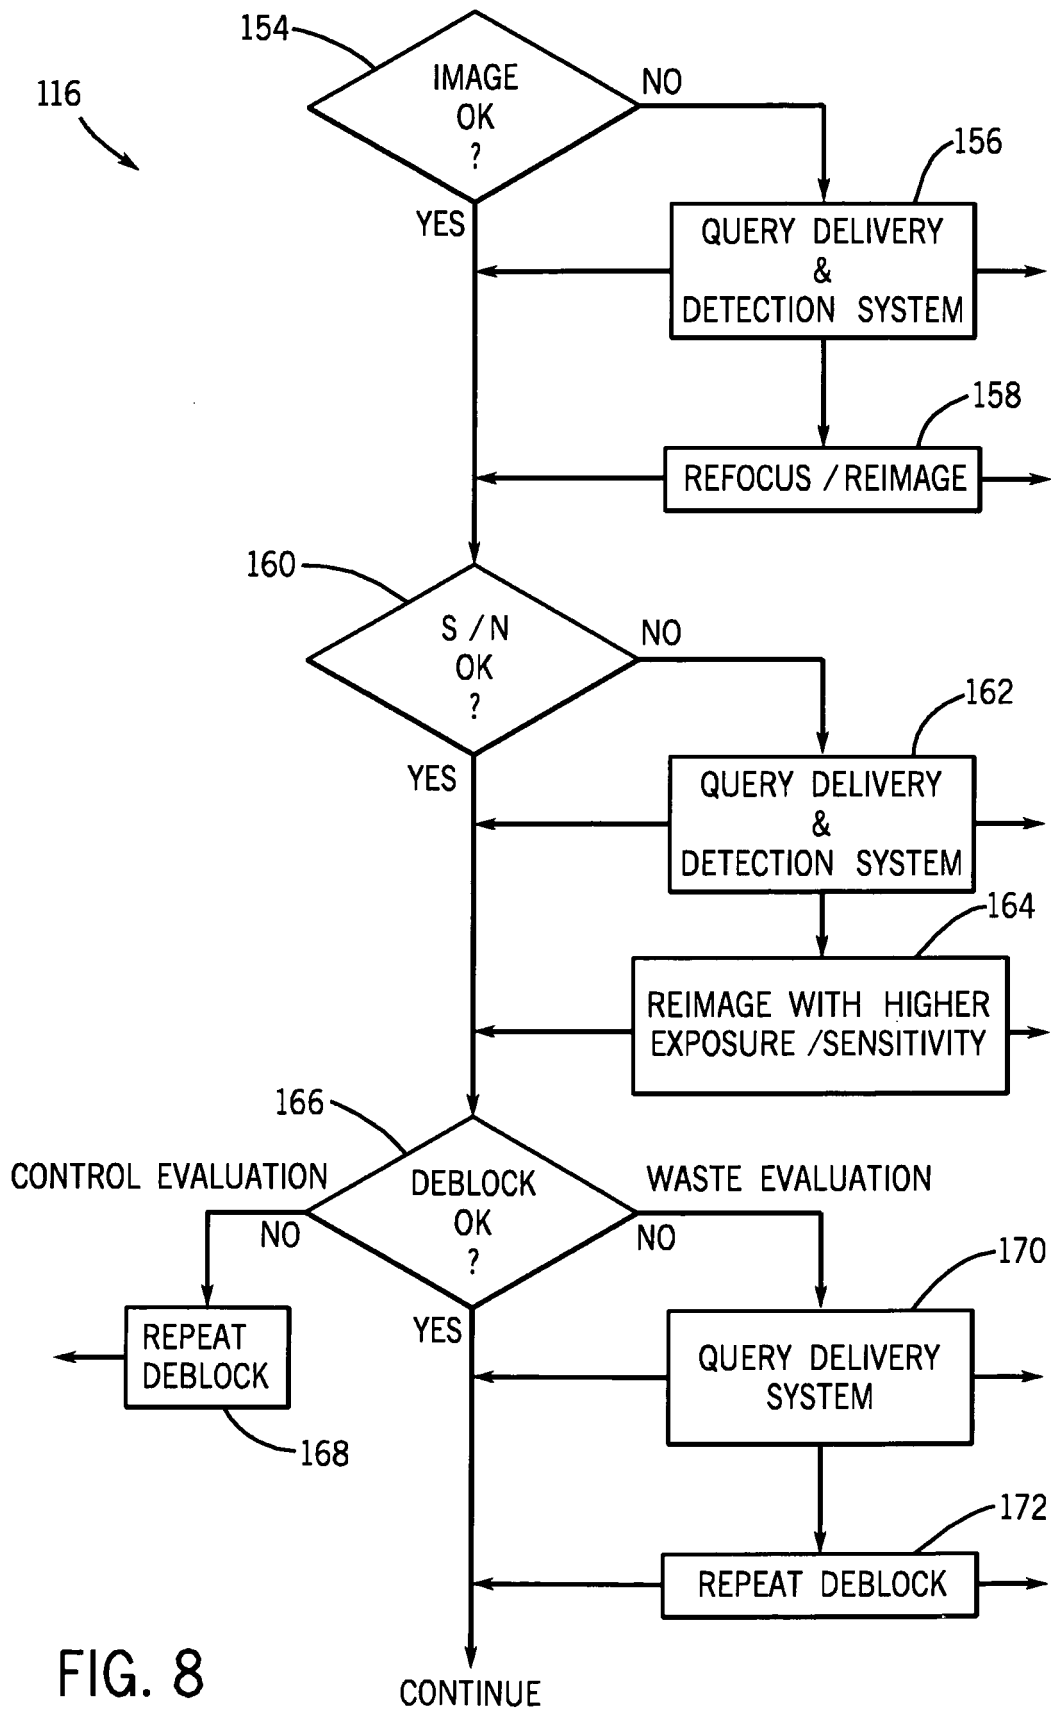 154
IMAGE
OK
?
NO
116
156
YES
QUERY DELIVERY
&
DETECTION SYSTEM
158
REFOCUS / REIMAGE
160
S / N
OK
?
NO
162
YES
QUERY DELIVERY
&
DETECTION SYSTEM
164
REIMAGE WITH HIGHER
EXPOSURE /SENSITIVITY
166
CONTROL EVALUATION
DEBLOCK
OK
?
WASTE EVALUATION
NO
NO
170
YES
REPEAT
DEBLOCK
QUERY DELIVERY
SYSTEM
168
172
REPEAT DEBLOCK
FIG. 8
CONTINUE